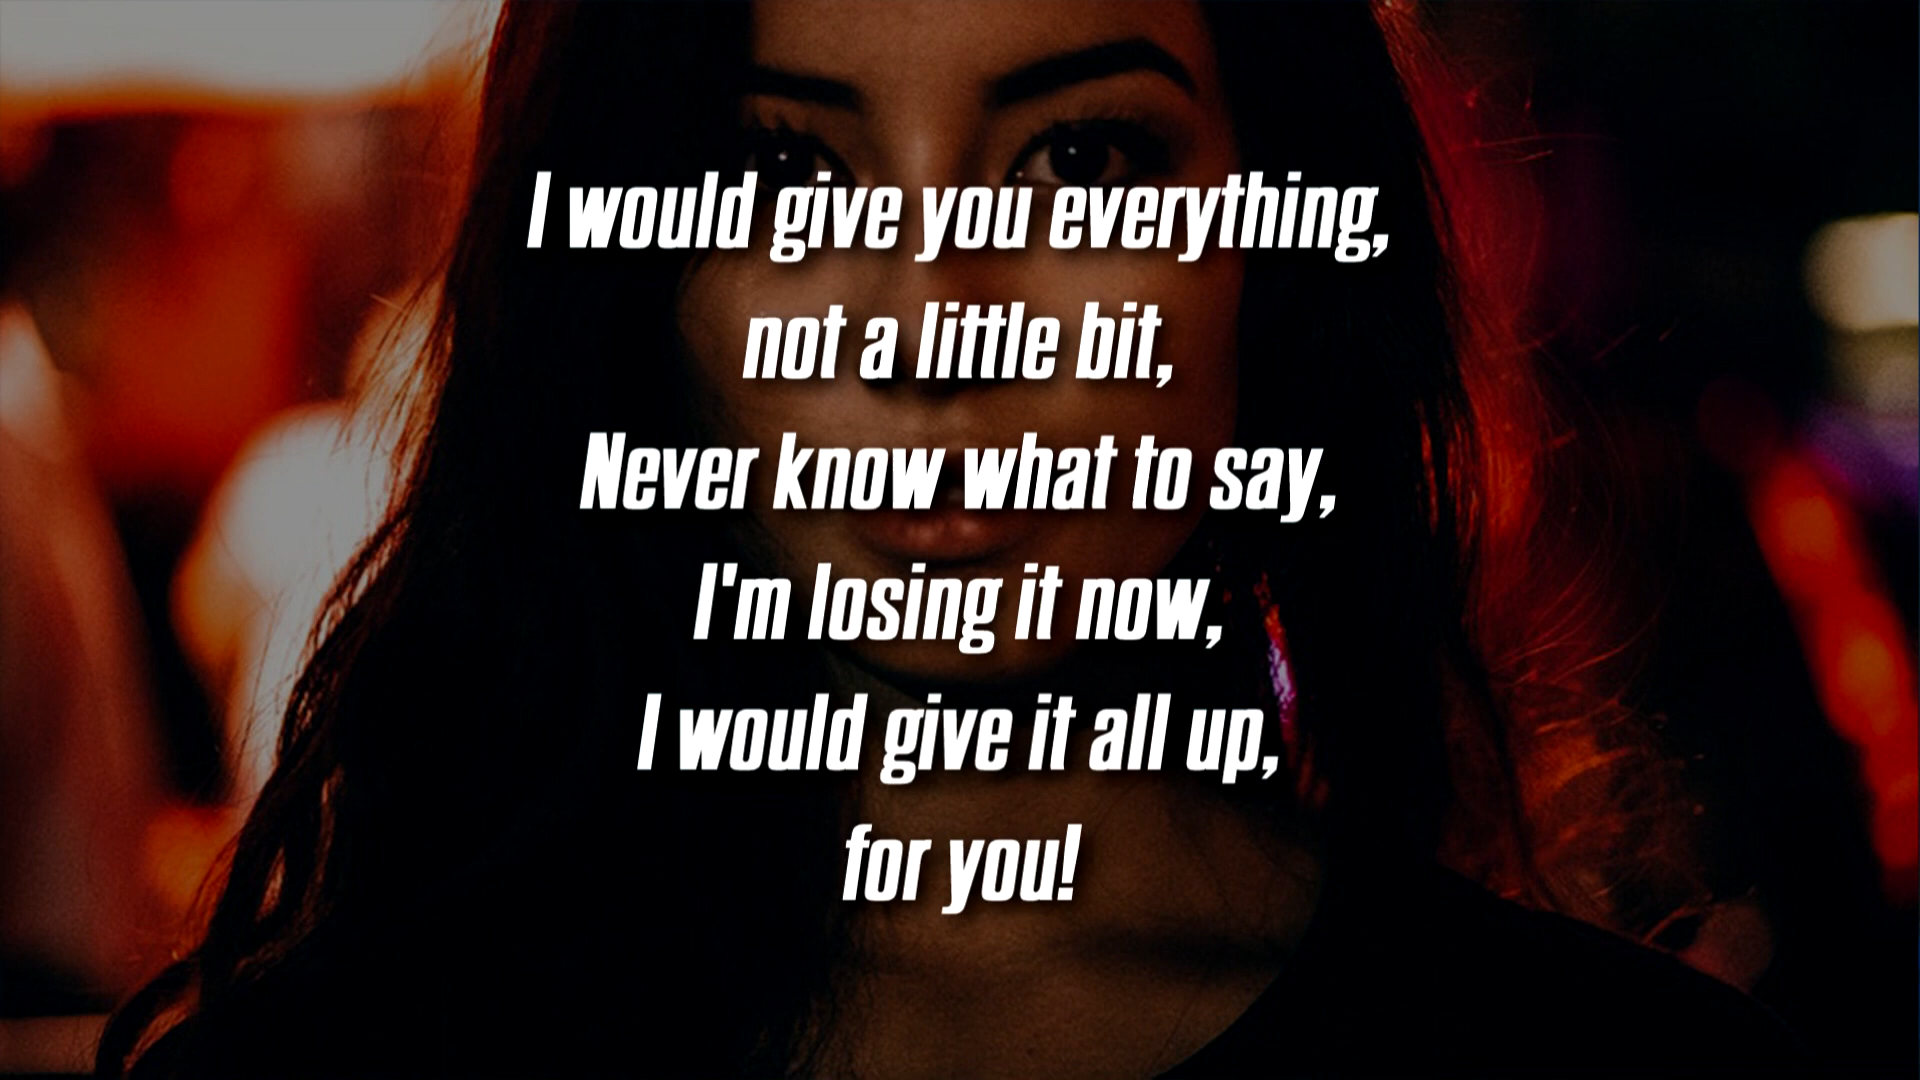 I would give you everything,
not a little bit,
Never know what to say,
I'm losing it now,
I would give it all up,
for you!